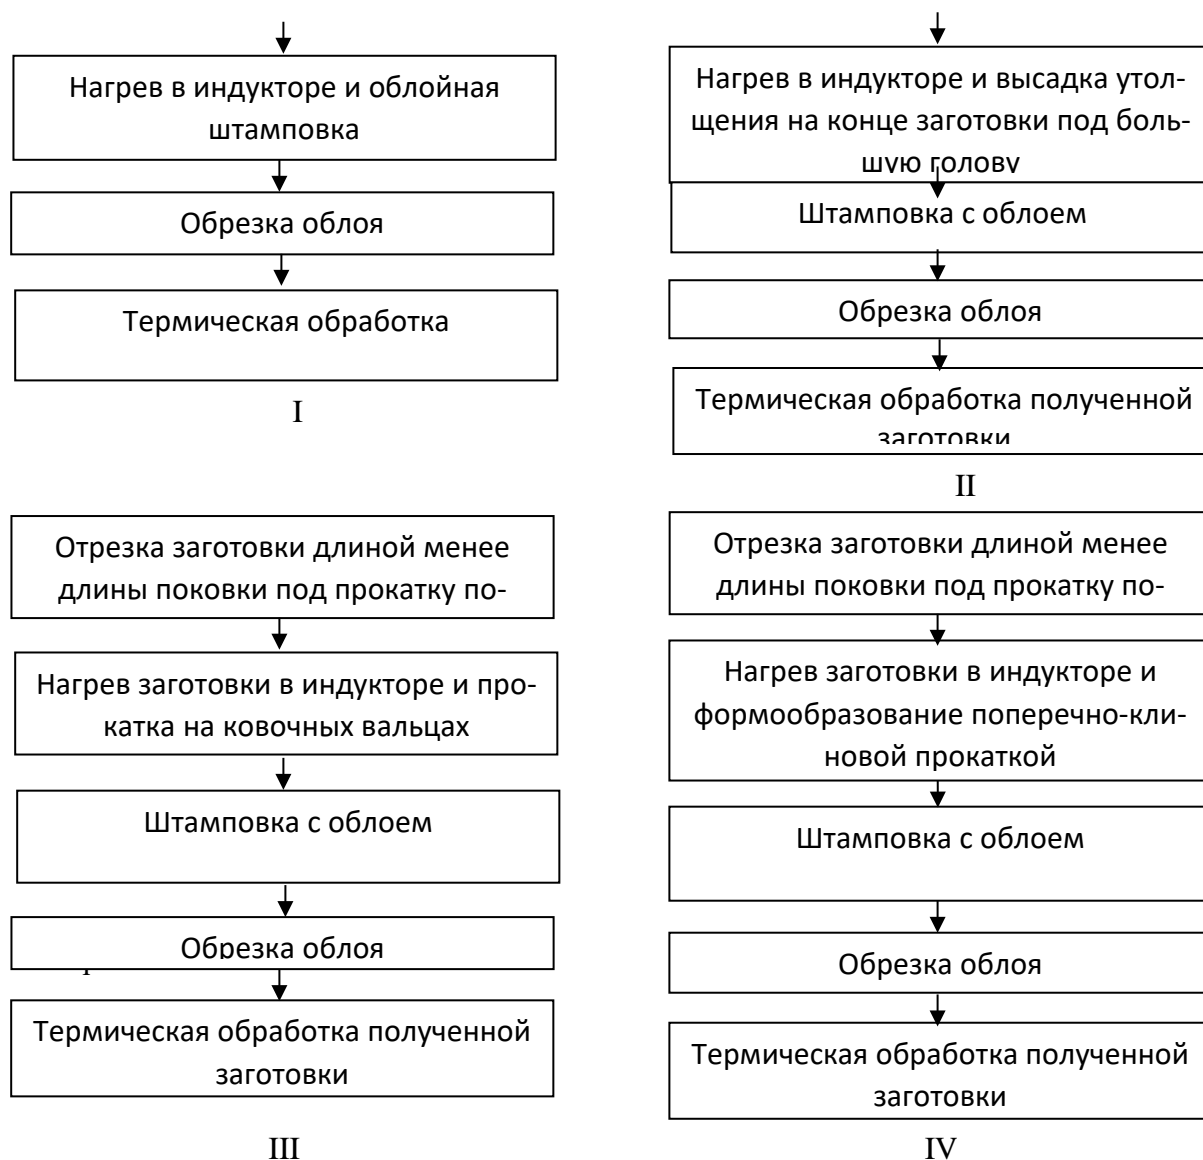 Нагрев в индукторе и облойная
штамповка
Обрезка облоя
Термическая обработка
I
Нагрев в индукторе и высадка утол-
щения на конце заготовки под боль-
шую голову
Штамповка с облоем
Обрезка облоя
Термическая обработка полученной
заготовки
II
Отрезка заготовки длиной менее
длины поковки под прокатку по-
Нагрев заготовки в индукторе и про-
катка на ковочных вальцах
Штамповка с облоем
Обрезка облоя
Термическая обработка полученной
заготовки
III
Отрезка заготовки длиной менее
длины поковки под прокатку по-
Нагрев заготовки в индукторе и
формообразование поперечно-кли-
новой прокаткой
Штамповка с облоем
Обрезка облоя
Термическая обработка полученной
заготовки
IV